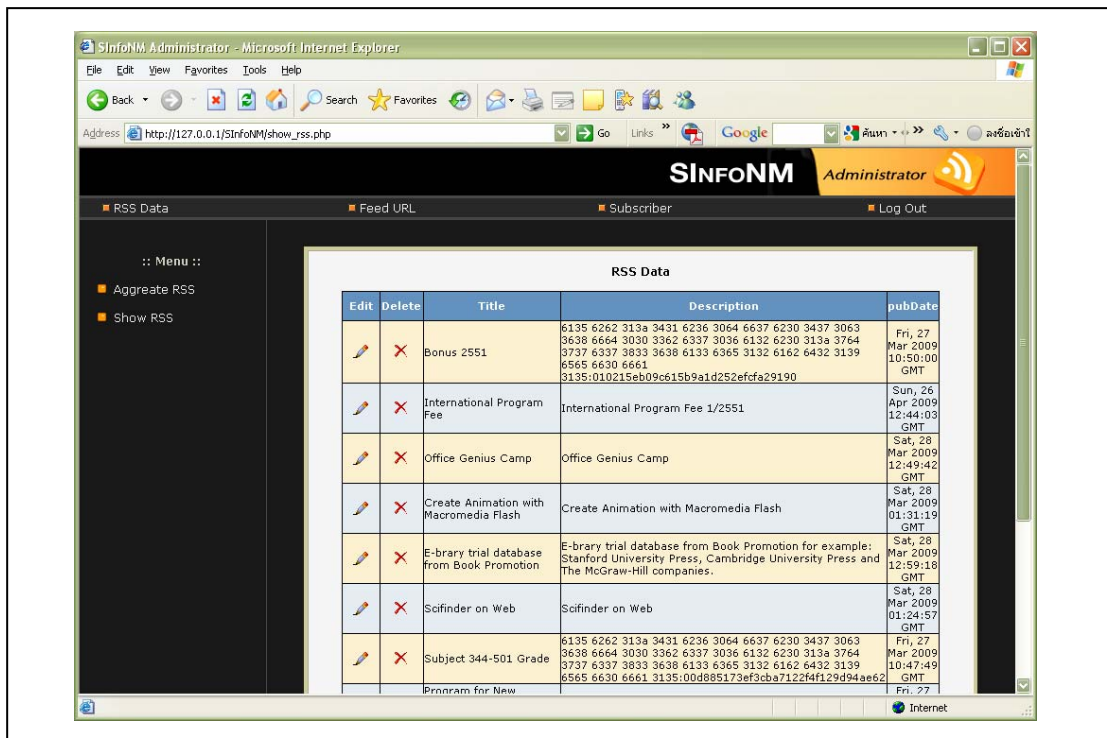 SInfoNM Administrator - Microsoft Internet Explorer
File Edit View Favorites Tools Help
Back Search Favorites
Address http://127.0.0.1/SInfoNM/show_rss.php Go Links » Google ค้นหา »
SINFONM Administrator
RSS Data Feed URL Subscriber Log Out
:: Menu ::
Aggreate RSS
Show RSS
RSS Data
Edit Delete Title Description pubDate
Bonus 2551
6135 6262 313a 3431 6236 3064 6637 6230 3437 3063
3638 6664 3030 3362 6337 3036 6132 6230 313a 3764
3737 6337 3833 3638 6133 6365 3132 6162 6432 3139
6565 6630 6661
3135:010215eb09c615b9a1d252efcfa29190
Fri, 27
Mar 2009
10:50:00
GMT
International Program
Fee
International Program Fee 1/2551
Sun, 26
Apr 2009
12:44:03
GMT
Office Genius Camp
Office Genius Camp
Sat, 28
Mar 2009
12:49:42
GMT
Create Animation with
Macromedia Flash
Create Animation with Macromedia Flash
Sat, 28
Mar 2009
01:31:19
GMT
E-brary trial database
from Book Promotion
E-brary trial database from Book Promotion for example:
Stanford University Press, Cambridge University Press and
The McGraw-Hill companies.
Sat, 28
Mar 2009
12:59:18
GMT
Scifinder on Web
Scifinder on Web
Sat, 28
Mar 2009
01:24:57
GMT
Subject 344-501 Grade
6135 6262 313a 3431 6236 3064 6637 6230 3437 3063
3638 6664 3030 3362 6337 3036 6132 6230 313a 3764
3737 6337 3833 3638 6133 6365 3132 6162 6432 3139
6565 6630 6661 3135:00d885173ef3cba7122f4f129d94ae62
Fri, 27
Mar 2009
10:47:49
GMT
Program for New
Fri, 27
Internet